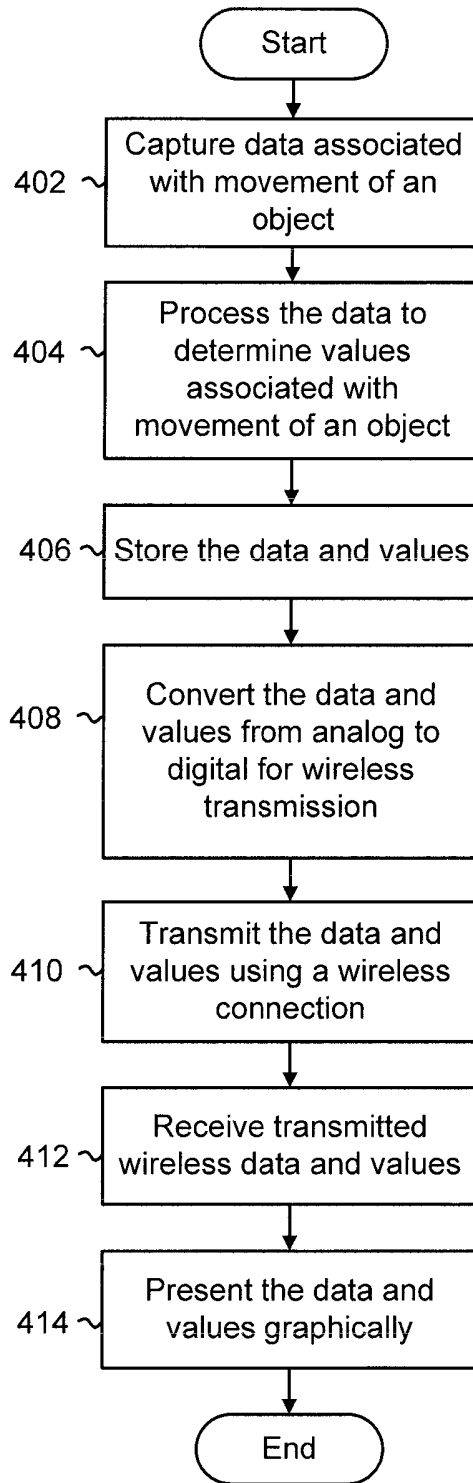 Start
402
Capture data associated
with movement of an
object
404
Process the data to
determine values
associated with
movement of an object
406
Store the data and values
408
Convert the data and
values from analog to
digital for wireless
transmission
410
Transmit the data and
values using a wireless
connection
412
Receive transmitted
wireless data and values
414
Present the data and
values graphically
End